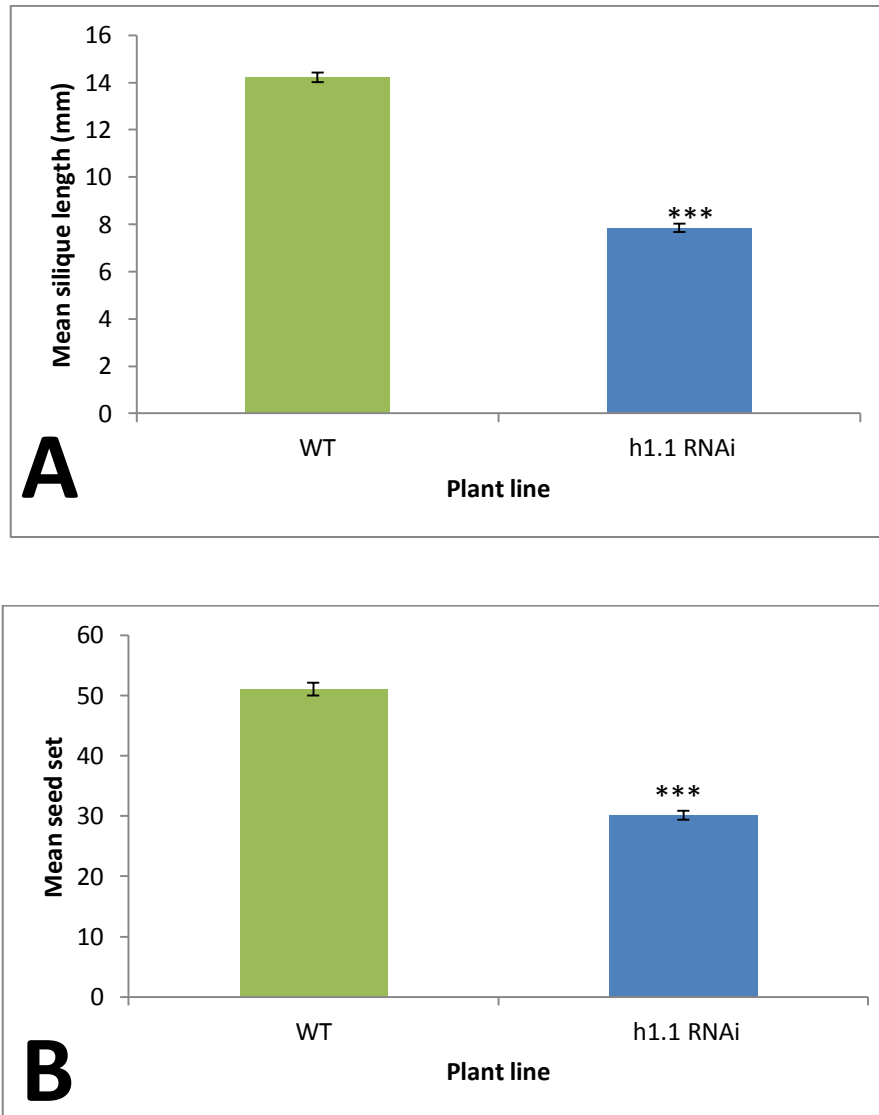 16
14
12
10
8
6
4
2
0
Mean silique length (mm)
***
WT
h1.1 RNAi
Plant line
A
60
50
40
30
20
10
0
Mean seed set
***
WT
h1.1 RNAi
Plant line
B